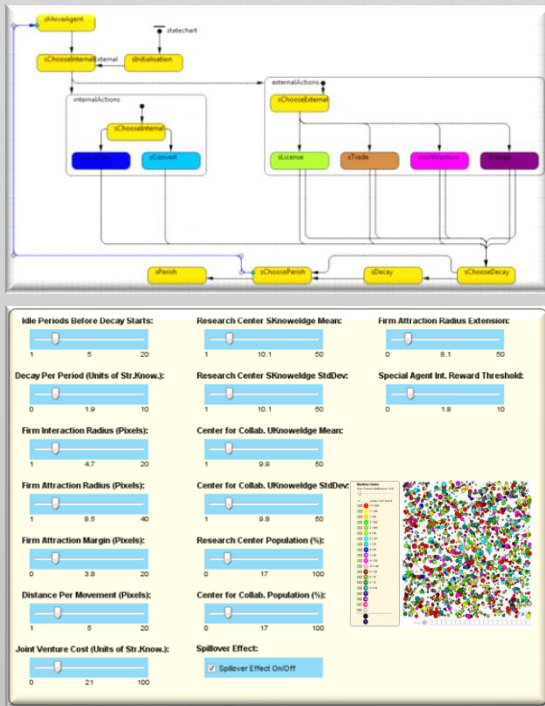 sMoveAgent
statechart
sChooseInternalExternal
sInitialisation
internalActions
externalActions
sChooseExternal
sChooseInternal
sConvert
sLicense
sTrade
sJointVenture
sMerge
sPerish
sChoosePerish
sDecay
sChooseDecay
Idle Periods Before Decay Starts:
1 5 20
Decay Per Period (Units of Str.Know.):
0 1.9 10
Firm Interaction Radius (Pixels):
1 4.7 20
Firm Attraction Radius (Pixels):
1 8.5 40
Firm Attraction Margin (Pixels):
0 3.8 20
Distance Per Movement (Pixels):
1 5 20
Joint Venture Cost (Units of Str.Know.):
0 21 100
Research Center SKnoweldge Mean:
1 10.1 50
Research Center SKnoweldge StdDev:
1 10.1 50
Center for Collab. UKnoweldge Mean:
1 9.8 50
Center for Collab. UKnoweldge StdDev:
1 9.8 50
Research Center Population (%):
0 17 100
Center for Collab. Population (%):
0 17 100
Spillover Effect:
Spillover Effect On/Off
Firm Attraction Radius Extension:
0 8.1 50
Special Agent Int. Reward Threshold:
0 1.8 10